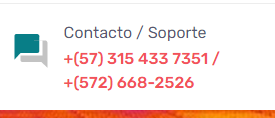 Contacto / Soporte
+(57) 315 433 7351 /
+(572) 668-2526